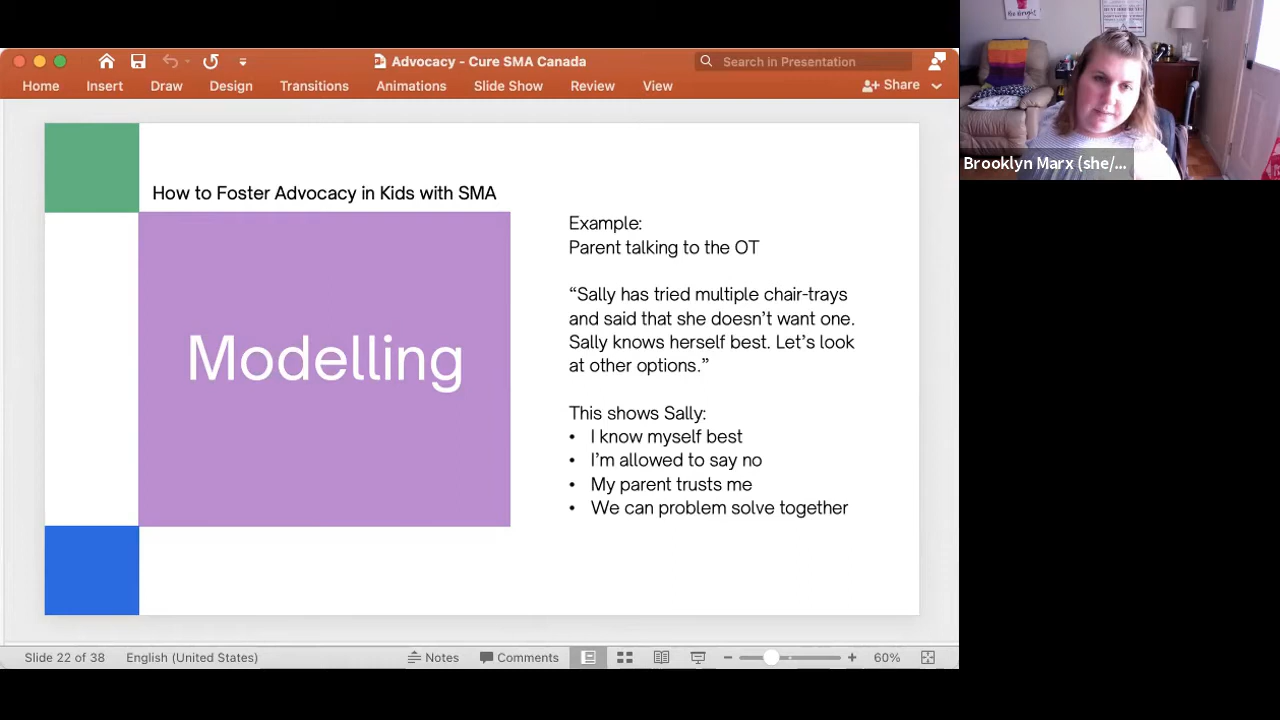 Advocacy - Cure SMA Canada
Search in Presentation
Home Insert Draw Design Transitions Animations Slide Show Review View Share
How to Foster Advocacy in Kids with SMA
Modelling
Example:
Parent talking to the OT
“Sally has tried multiple chair-trays
and said that she doesn’t want one.
Sally knows herself best. Let’s look
at other options.”
This shows Sally:
• I know myself best
• I’m allowed to say no
• My parent trusts me
• We can problem solve together
Slide 22 of 38 English (United States) Notes Comments 60%
Brooklyn Marx (she/...